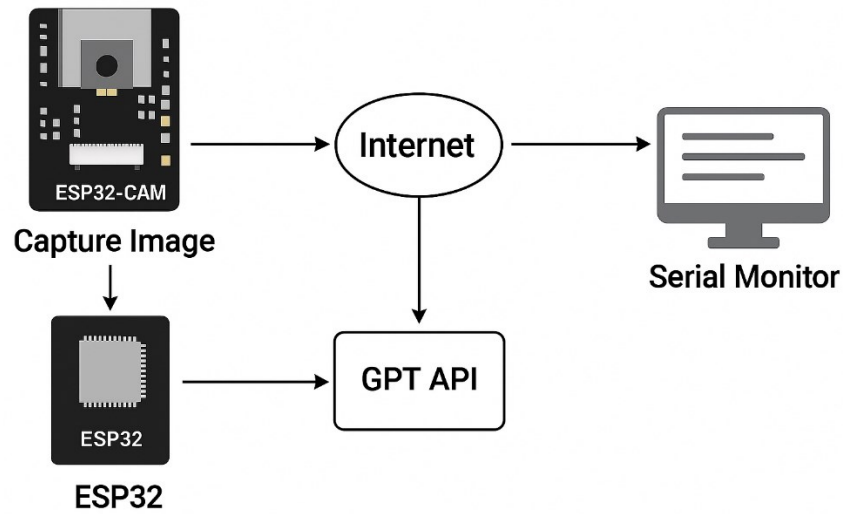 ESP32-CAM
Capture Image
Internet
Serial Monitor
ESP32
ESP32
GPT API